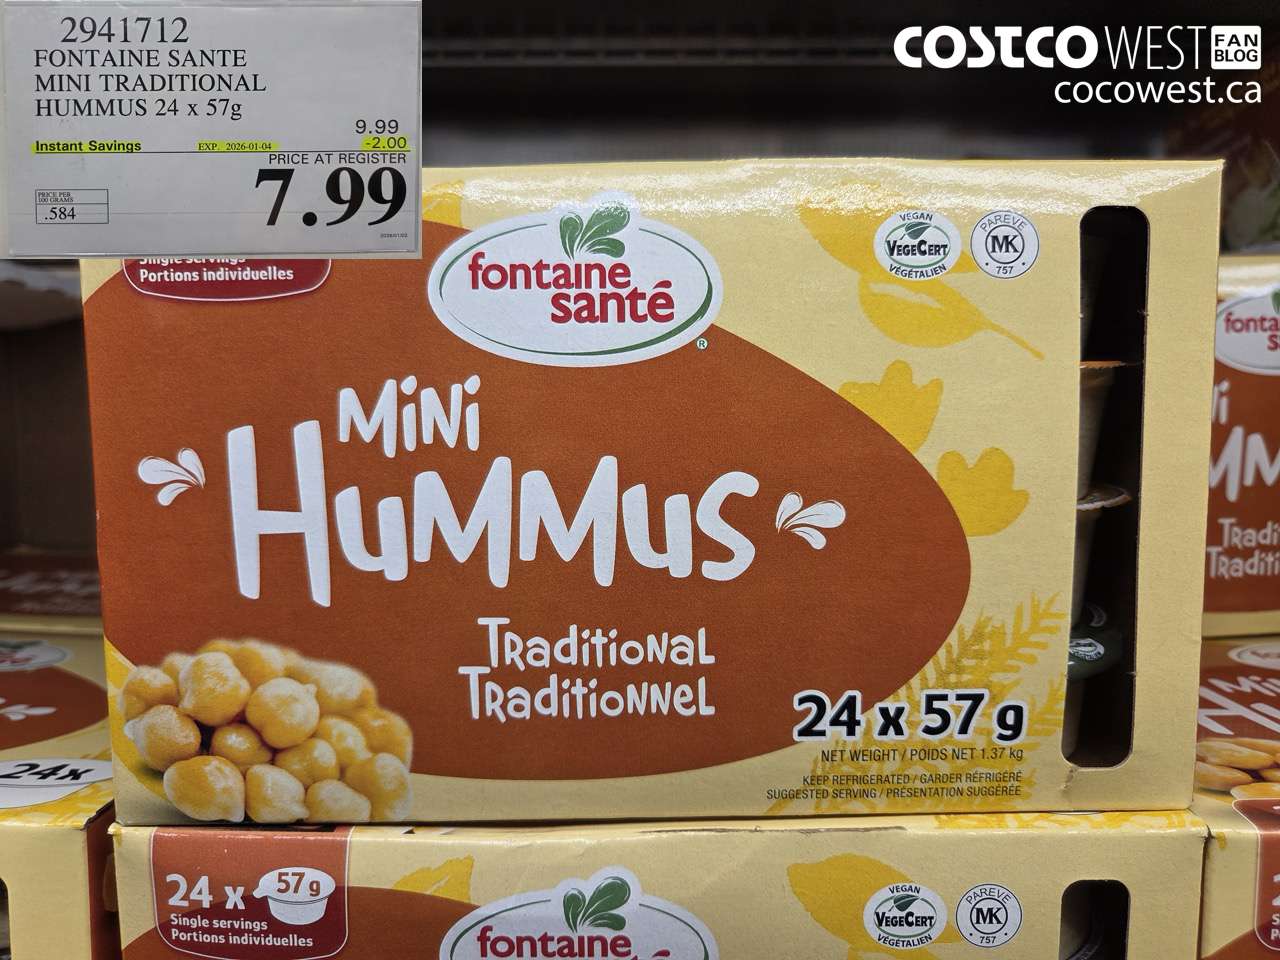 2941712
FONTAINE SANTE
MINI TRADITIONAL
HUMMUS 24 x 57g
9.99
Instant Savings EXP. 2026-01-04 -2.00
PRICE AT REGISTER
7.99
PRICE PER
100 GRAMS
.584
COSTCO WEST FAN BLOG
cocowest.ca
Single servings
Portions individuelles
fontaine
santé
®
VEGAN
VEGECERT
VÉGÉTALIEN
PAREVE
MK
757
MiNi
HUMMUS
Traditional
Traditionnel
24 x 57 g
NET WEIGHT / POIDS NET 1.37 kg
KEEP REFRIGERATED / GARDER RÉFRIGÉRÉ
SUGGESTED SERVING / PRÉSENTATION SUGGÉRÉE
24x
24 x 57 g
Single servings
Portions individuelles
fontaine
VEGAN
VEGECERT
VÉGÉTALIEN
PAREVE
MK
757